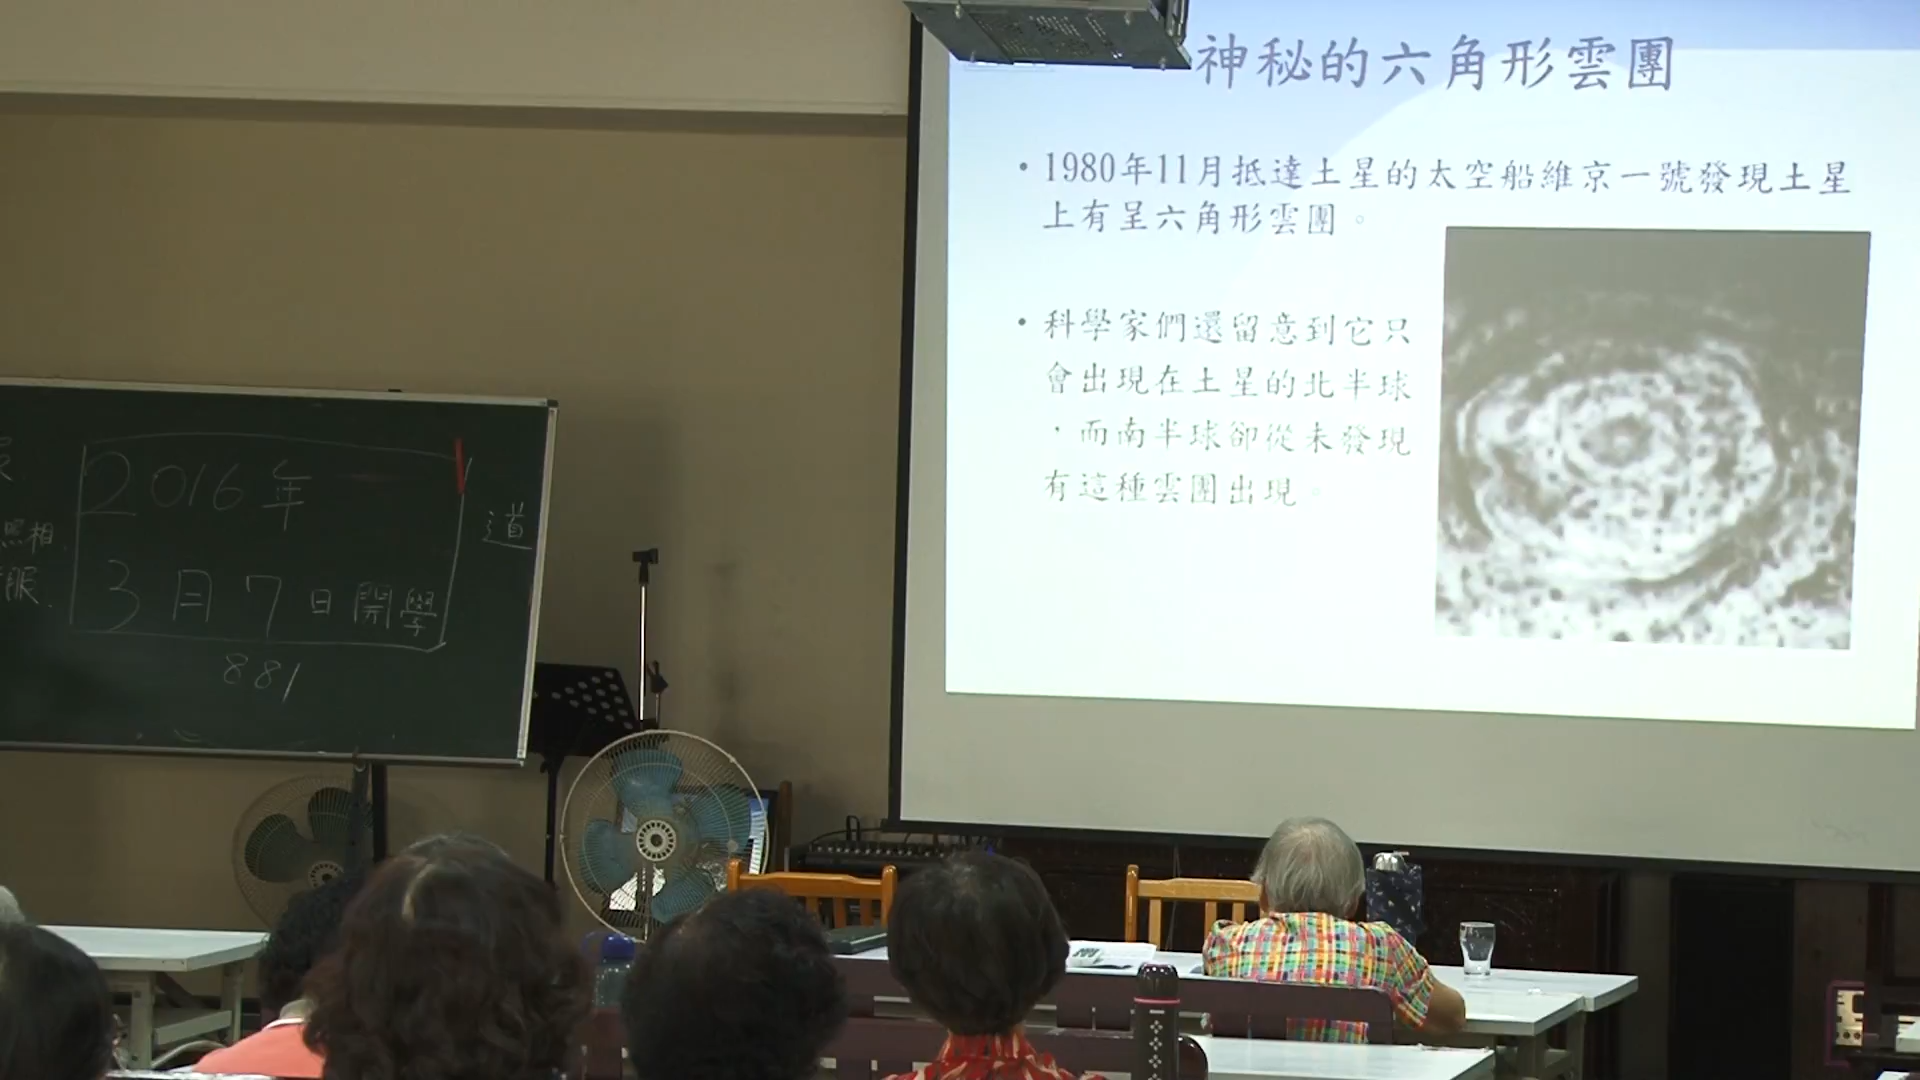 神秘的六角形雲團
• 1980年11月抵達土星的太空船維京一號發現土星
上有呈六角形雲團。
• 科學家們還留意到它只
會出現在土星的北半球
，而南半球卻從未發現
有這種雲團出現。
2016年
3月7日開學
881
道
照相
服